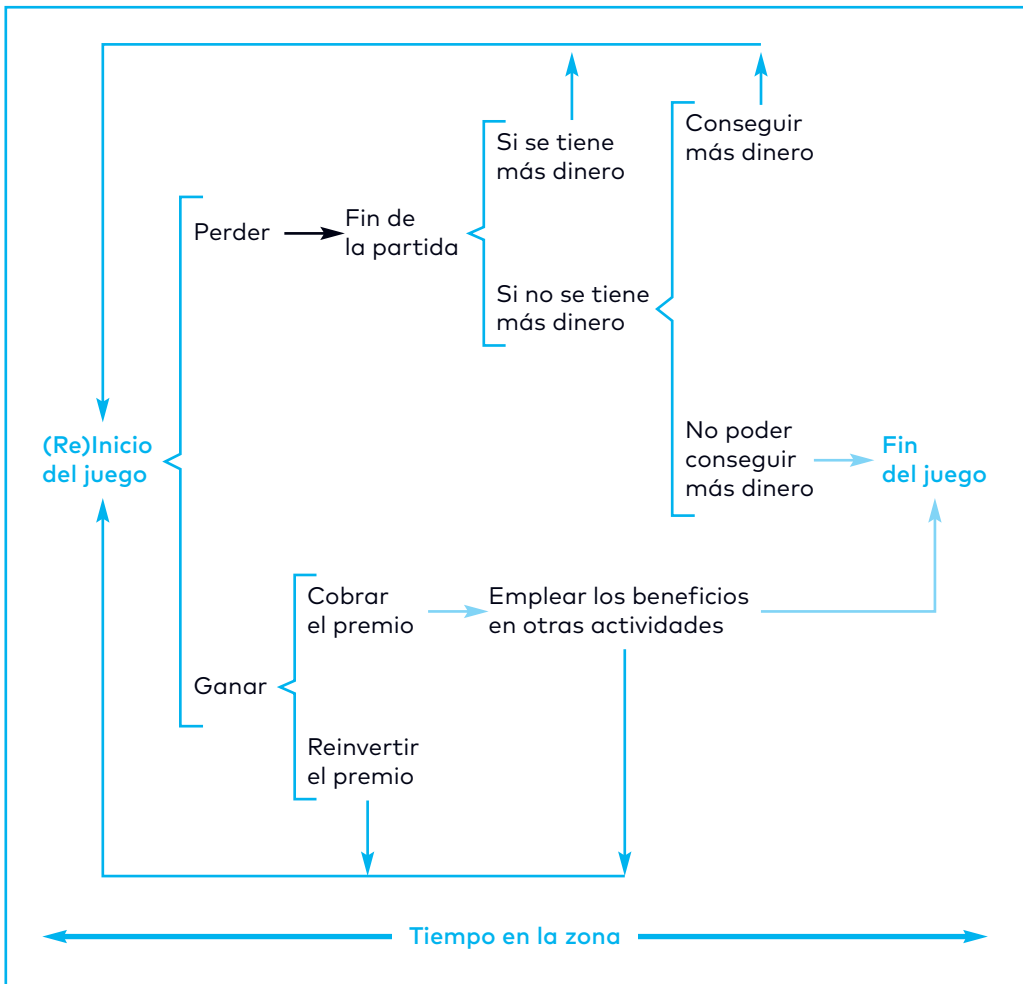 Conseguir
más dinero
Si se tiene
más dinero
Perder
Fin de
la partida
Si no se tiene
más dinero
(Re)Inicio
del juego
No poder
conseguir
más dinero
Fin
del juego
Cobrar
el premio
Emplear los beneficios
en otras actividades
Ganar
Reinvertir
el premio
Tiempo en la zona